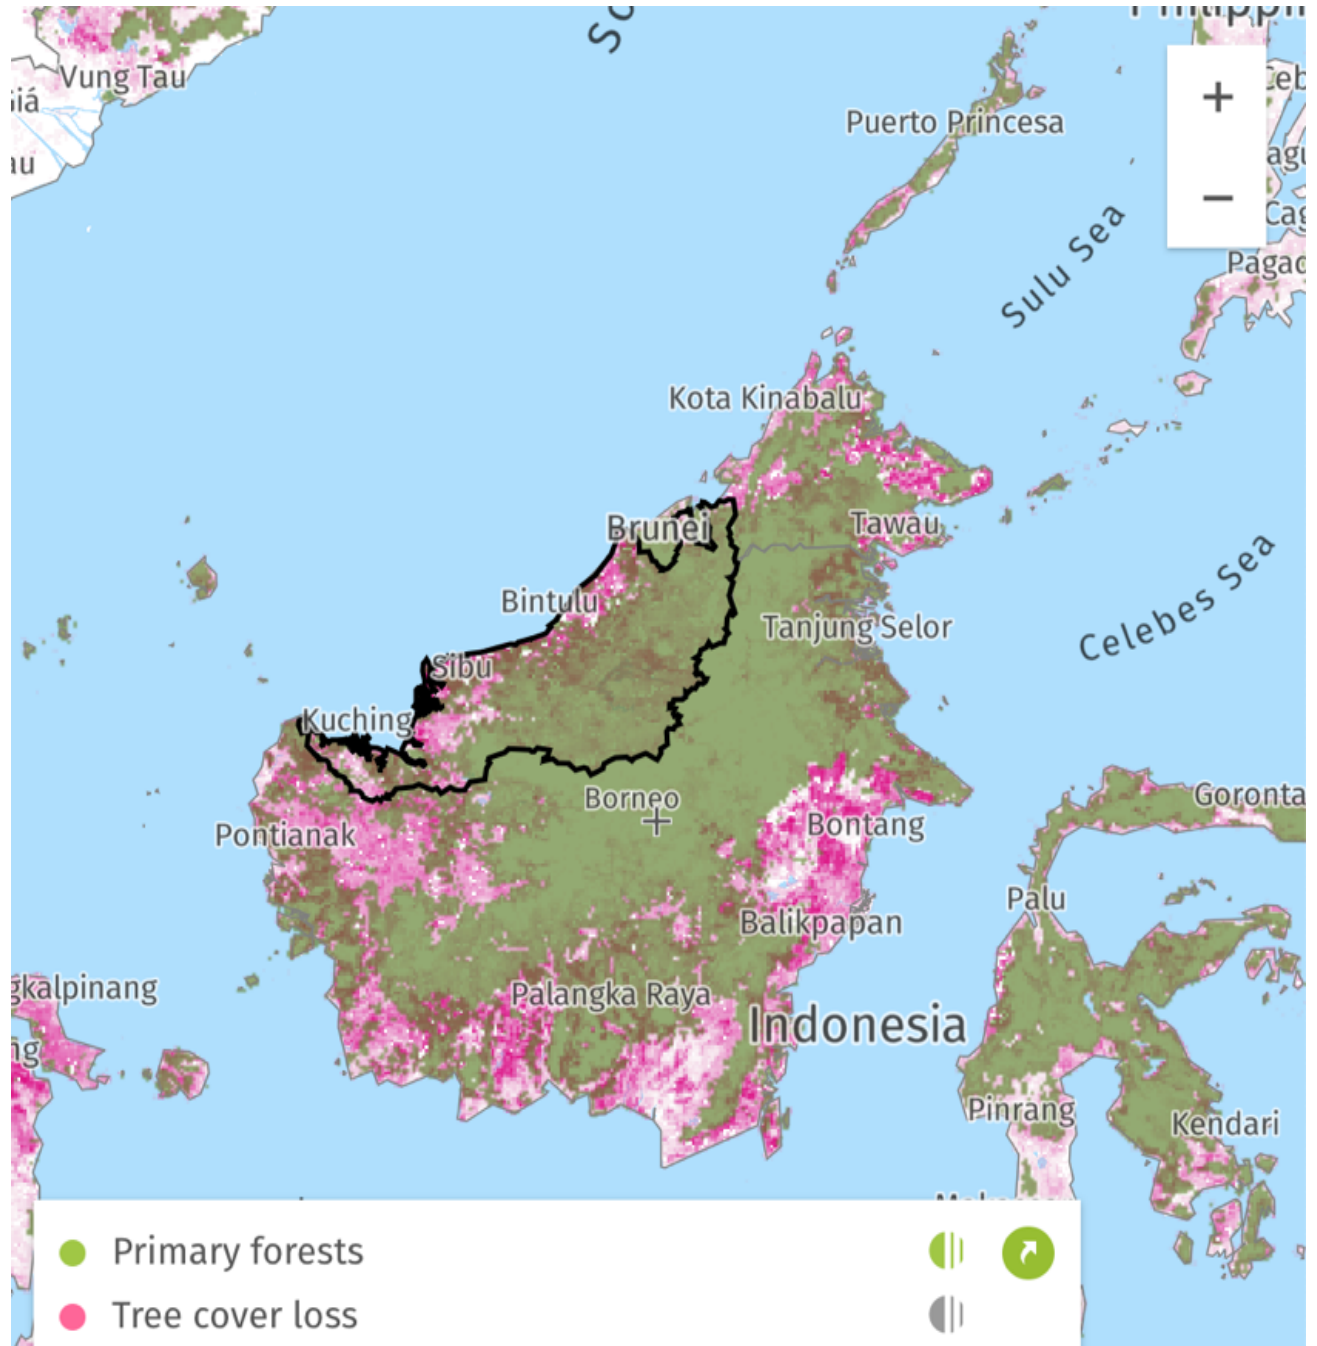 Vung Tau
Puerto Princesa
Sulu Sea
Kota Kinabalu
Brunei
Tawau
Bintulu
Tanjung Selor
Celebes Sea
Sibu
Kuching
Borneo
Pontianak
Bontang
Palu
Balikpapan
Palangka Raya
Indonesia
Pinrang
Kendari
Primary forests
Tree cover loss